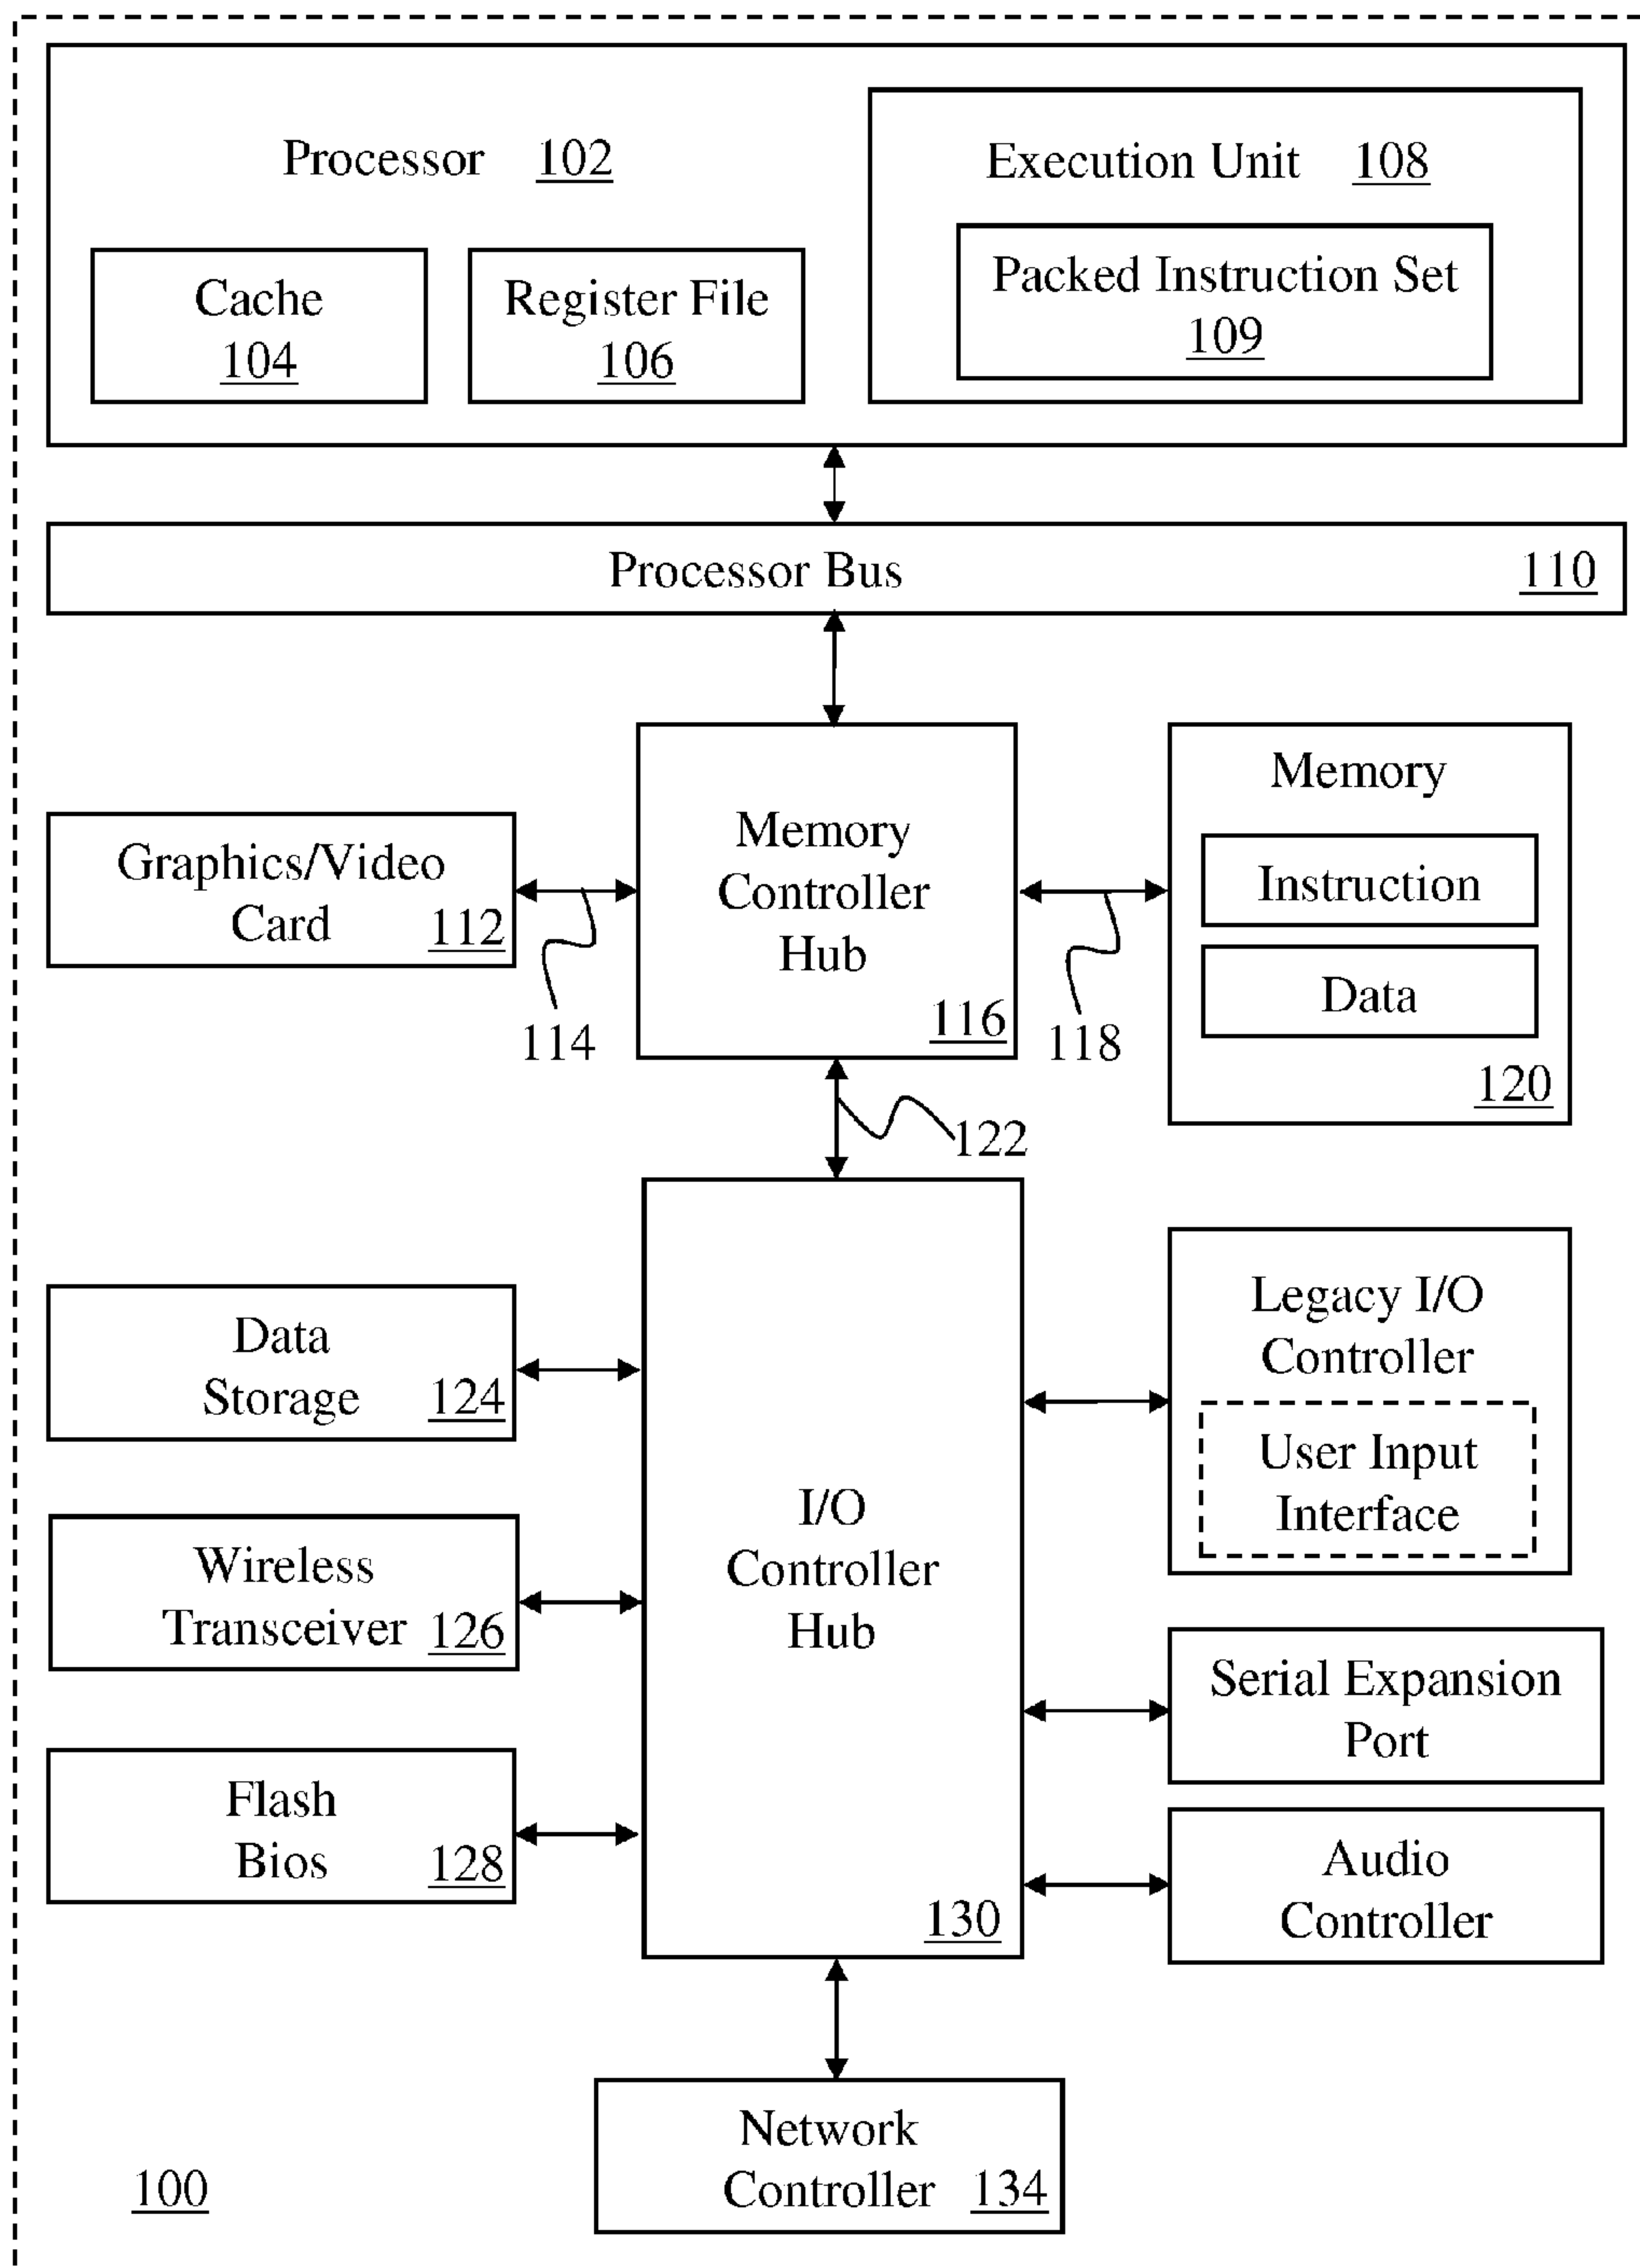 Processor 102
Execution Unit 108
Cache
104
Register File
106
Packed Instruction Set
109
Processor Bus 110
Graphics/Video
Card 112
114
Memory
Controller
Hub
116
118
Memory
Instruction
Data
120
122
Data
Storage 124
Wireless
Transceiver 126
Flash
Bios 128
I/O
Controller
Hub
130
Legacy I/O
Controller
User Input
Interface
Serial Expansion
Port
Audio
Controller
Network
Controller 134
100